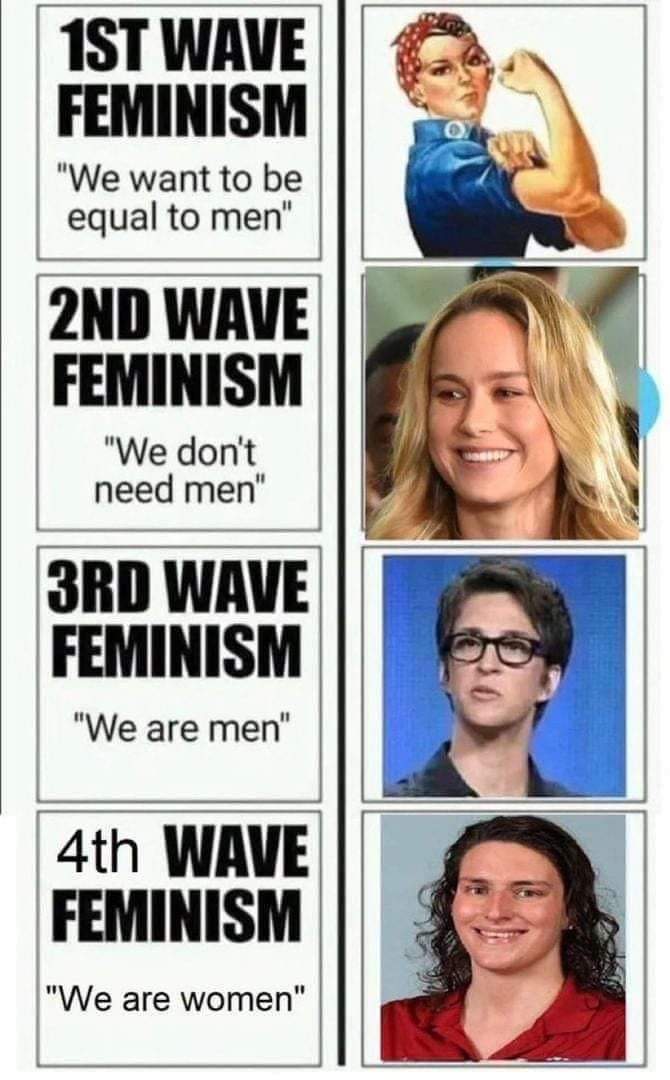 1ST WAVE
FEMINISM
"We want to be
equal to men"
2ND WAVE
FEMINISM
"We don't
need men"
3RD WAVE
FEMINISM
"We are men"
4th WAVE
FEMINISM
"We are women"